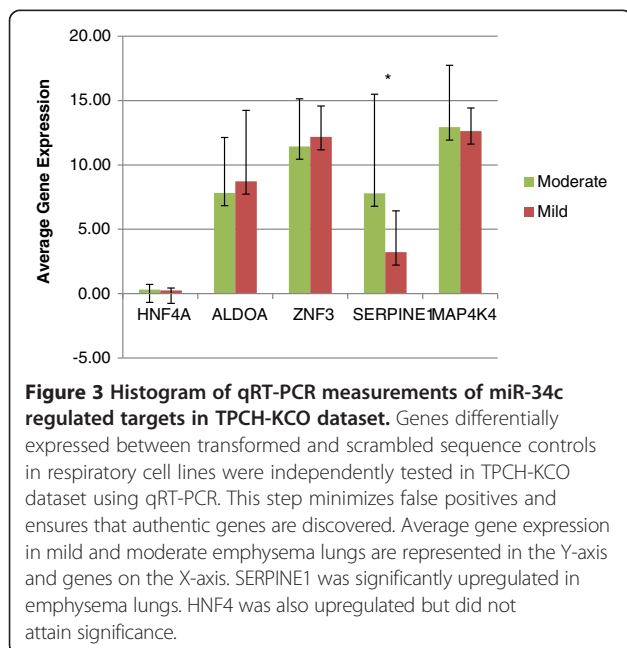 20.00
15.00
10.00
5.00
0.00
-5.00
Average Gene Expression
*
HNF4A ALDOA ZNF3 SERPINE1MAP4K4
Moderate
Mild
Figure 3 Histogram of qRT-PCR measurements of miR-34c
regulated targets in TPCH-KCO dataset. Genes differentially
expressed between transformed and scrambled sequence controls
in respiratory cell lines were independently tested in TPCH-KCO
dataset using qRT-PCR. This step minimizes false positives and
ensures that authentic genes are discovered. Average gene expression
in mild and moderate emphysema lungs are represented in the Y-axis
and genes on the X-axis. SERPINE1 was significantly upregulated in
emphysema lungs. HNF4 was also upregulated but did not
attain significance.